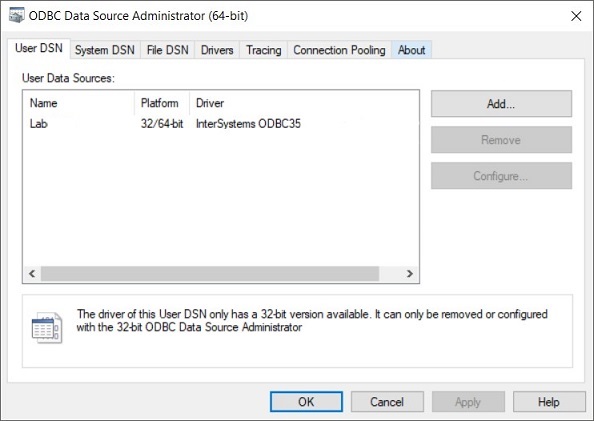 ODBC Data Source Administrator (64-bit)
User DSN System DSN File DSN Drivers Tracing Connection Pooling About
User Data Sources:
Name Platform Driver
Lab 32/64-bit InterSystems ODBC35
Add...
Remove
Configure...
The driver of this User DSN only has a 32-bit version available. It can only be removed or configured
with the 32-bit ODBC Data Source Administrator
OK Cancel Apply Help